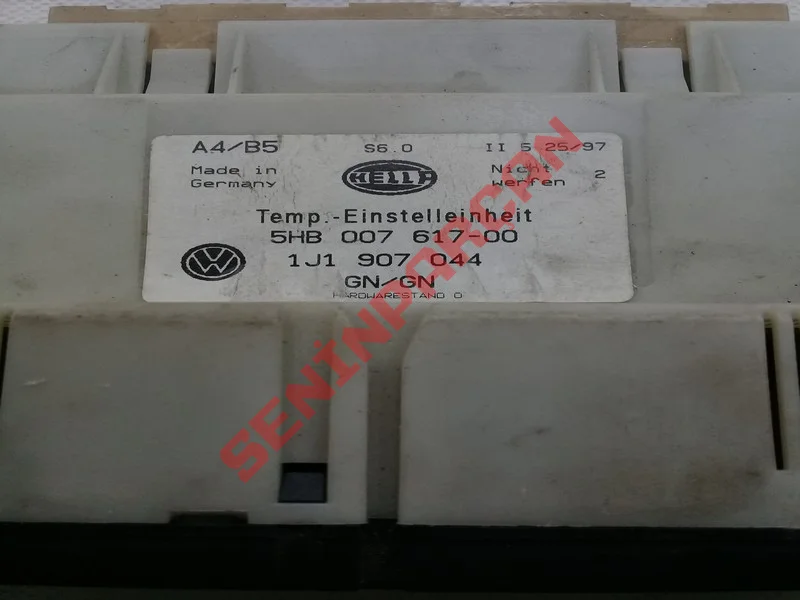 A4/B5 S6.0 II 5 25/97
Made in Germany
HELLA
Nicht werfen 2
Temp.-Einstelleinheit
5HB 007 617-00
VW
1J1 907 044
GN/GN
HARDWARESTAND 0
SENİNPARÇAN